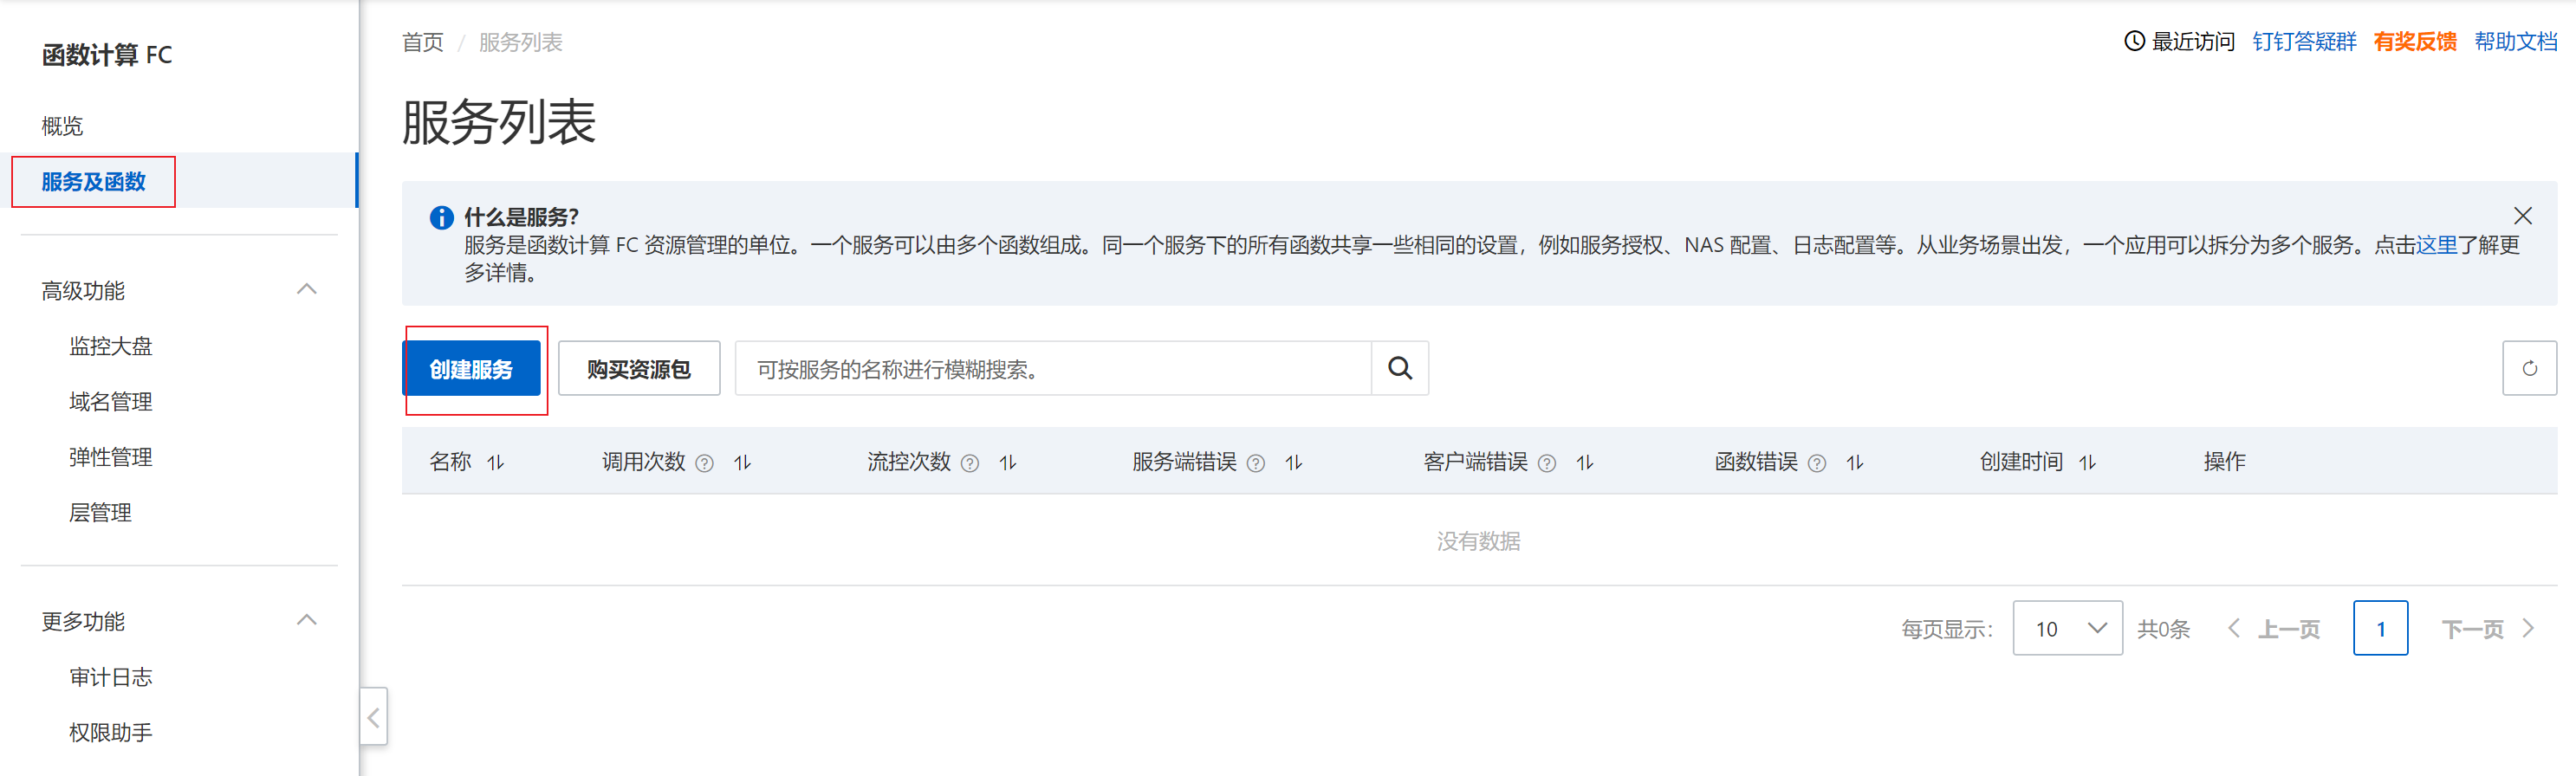 函数计算 FC
概览
服务及函数
高级功能
监控大盘
域名管理
弹性管理
层管理
更多功能
审计日志
权限助手
首页 / 服务列表
最近访问 钉钉答疑群 有奖反馈 帮助文档
服务列表
什么是服务？
服务是函数计算 FC 资源管理的单位。一个服务可以由多个函数组成。同一个服务下的所有函数共享一些相同的设置，例如服务授权、NAS 配置、日志配置等。从业务场景出发，一个应用可以拆分为多个服务。点击这里了解更
多详情。
创建服务 购买资源包 可按服务的名称进行模糊搜索。
名称 调用次数 流控次数 服务端错误 客户端错误 函数错误 创建时间 操作
没有数据
每页显示： 10 共0条 上一页 1 下一页